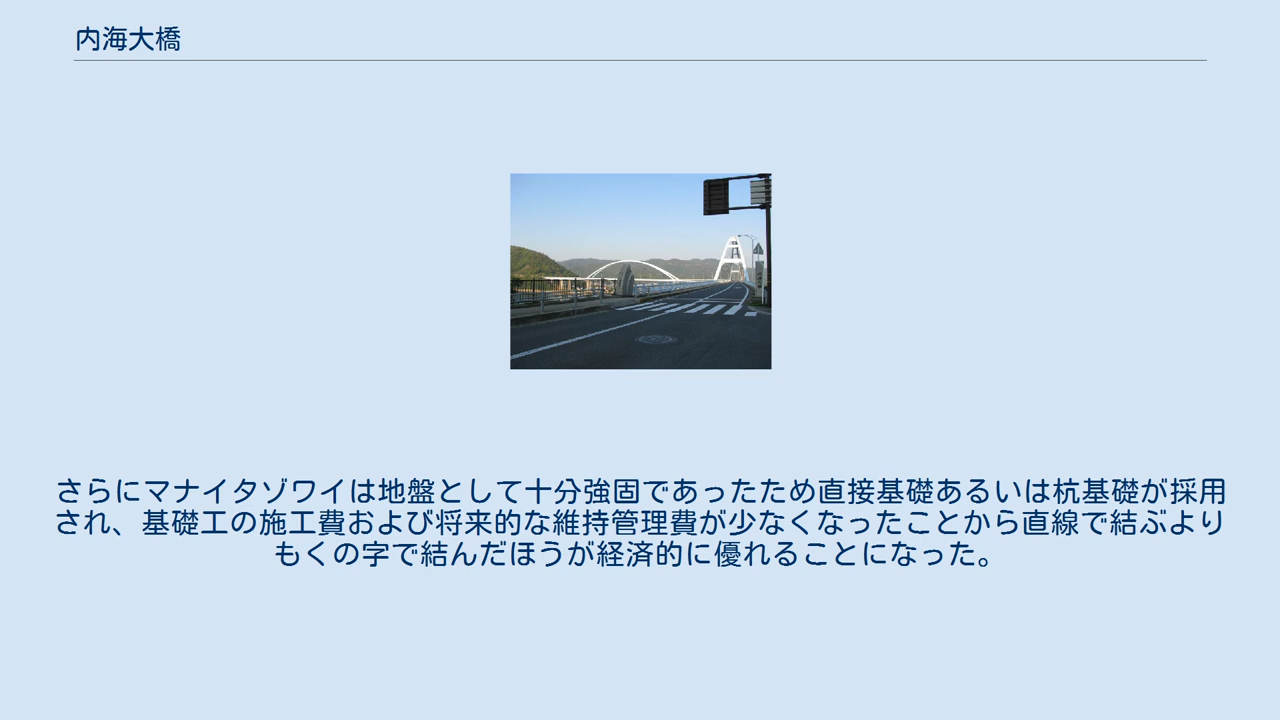 内海大橋
さらにマナイタゾワイは地盤として十分強固であったため直接基礎あるいは杭基礎が採用
され、基礎工の施工費および将来的な維持管理費が少なくなったことから直線で結ぶより
もくの字で結んだほうが経済的に優れることになった。